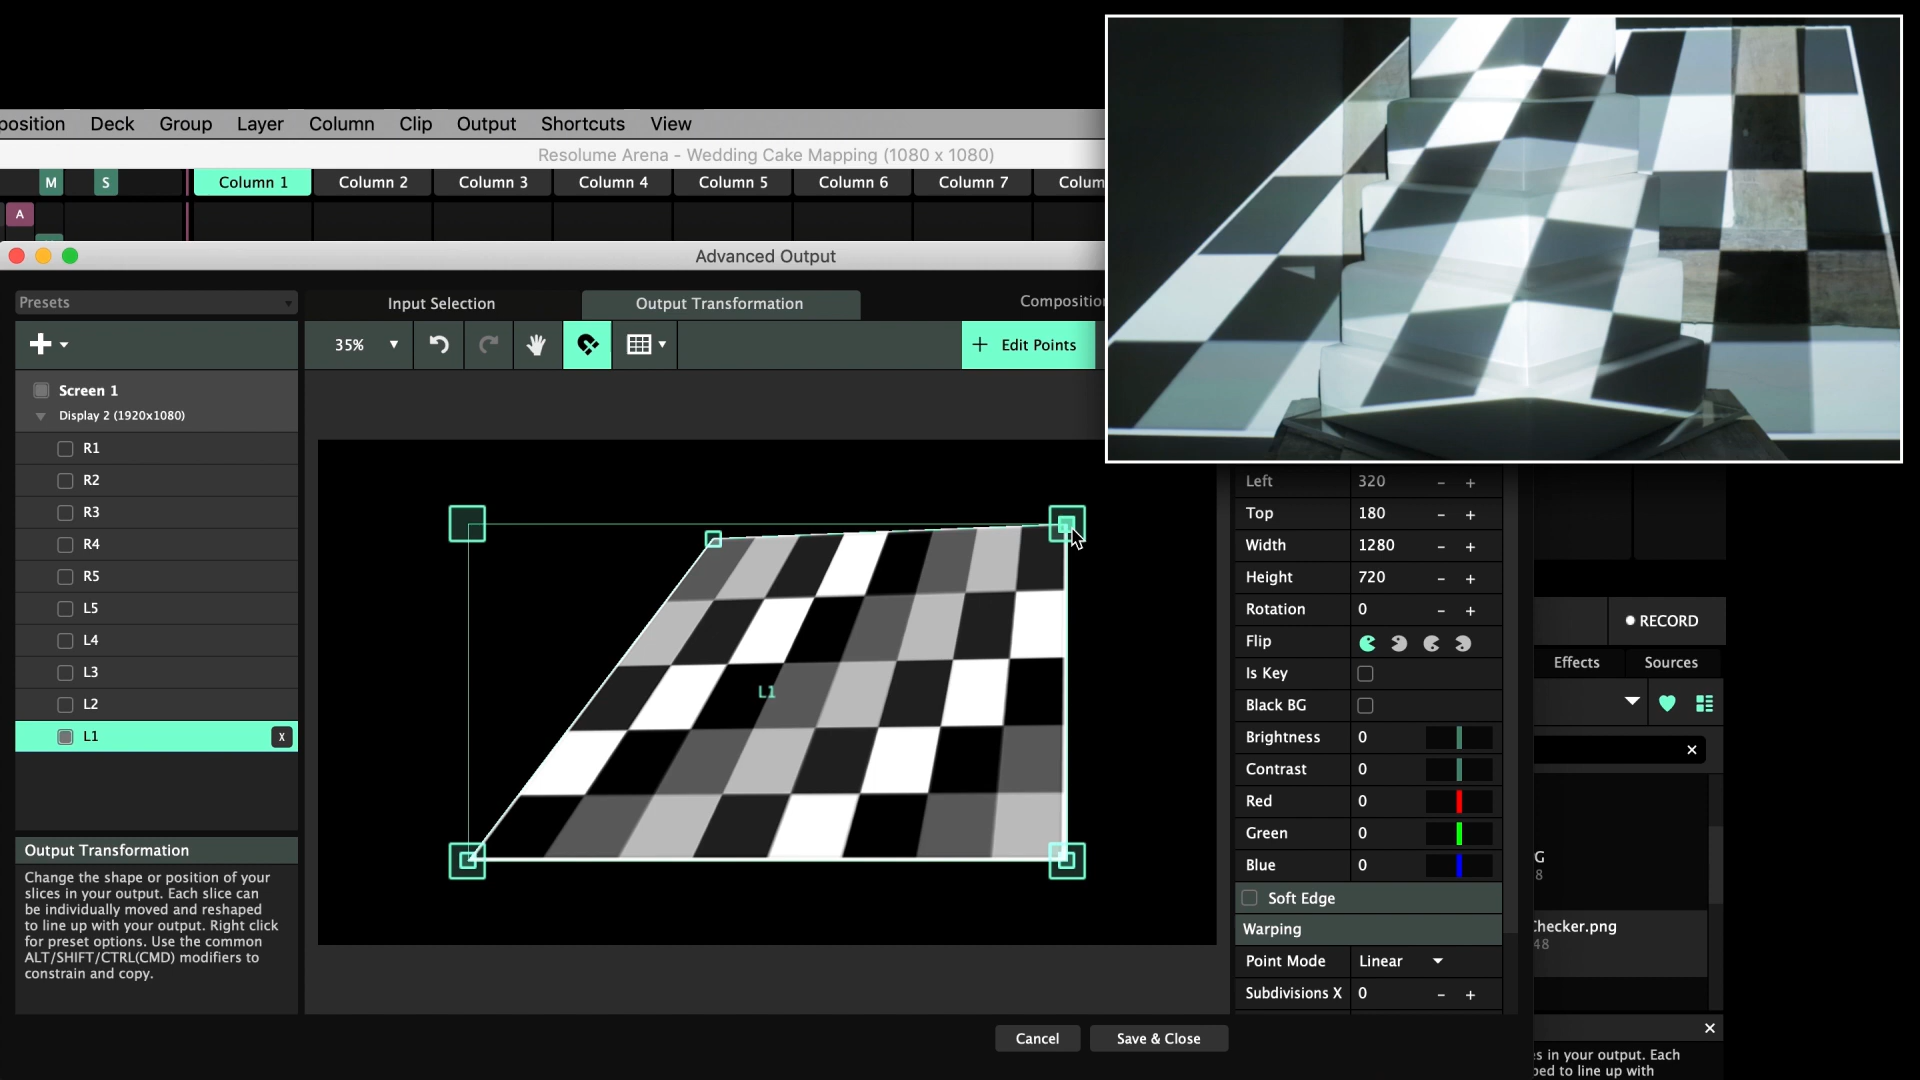 position Deck Group Layer Column Clip Output Shortcuts View
Resolume Arena - Wedding Cake Mapping (1080 x 1080)
M S Column 1 Column 2 Column 3 Column 4 Column 5 Column 6 Column 7 Colum
A
Advanced Output
Presets
Input Selection Output Transformation Composition
35% + Edit Points
Screen 1
Display 2 (1920x1080)
R1
R2
R3
R4
R5
L5
L4
L3
L2
L1 X
Output Transformation
Change the shape or position of your
slices in your output. Each slice can
be individually moved and reshaped
to line up with your output. Right click
for preset options. Use the common
ALT/SHIFT/CTRL(CMD) modifiers to
constrain and copy.
L1
Left 320 - +
Top 180 - +
Width 1280 - +
Height 720 - +
Rotation 0 - +
Flip
Is Key
Black BG
Brightness 0
Contrast 0
Red 0
Green 0
Blue 0
Soft Edge
Warping
Point Mode Linear
Subdivisions X 0 - +
Cancel Save & Close
RECORD
Effects Sources
G
8
Checker.png
48
es in your output. Each
ped to line up with